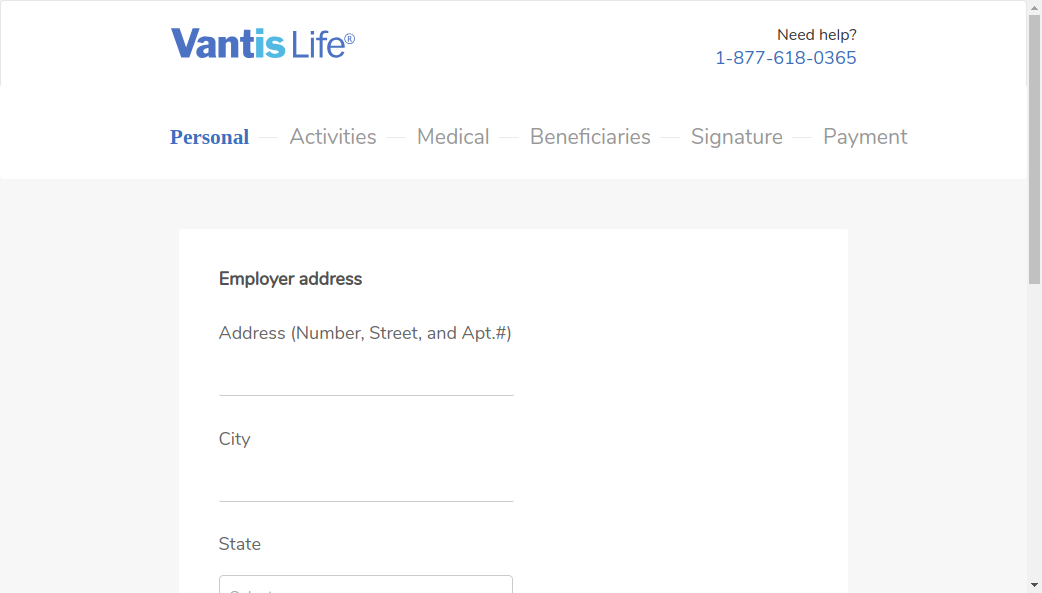 Vantis Life®
Need help?
1-877-618-0365
Personal Activities Medical Beneficiaries Signature Payment
Employer address
Address (Number, Street, and Apt.#)
City
State